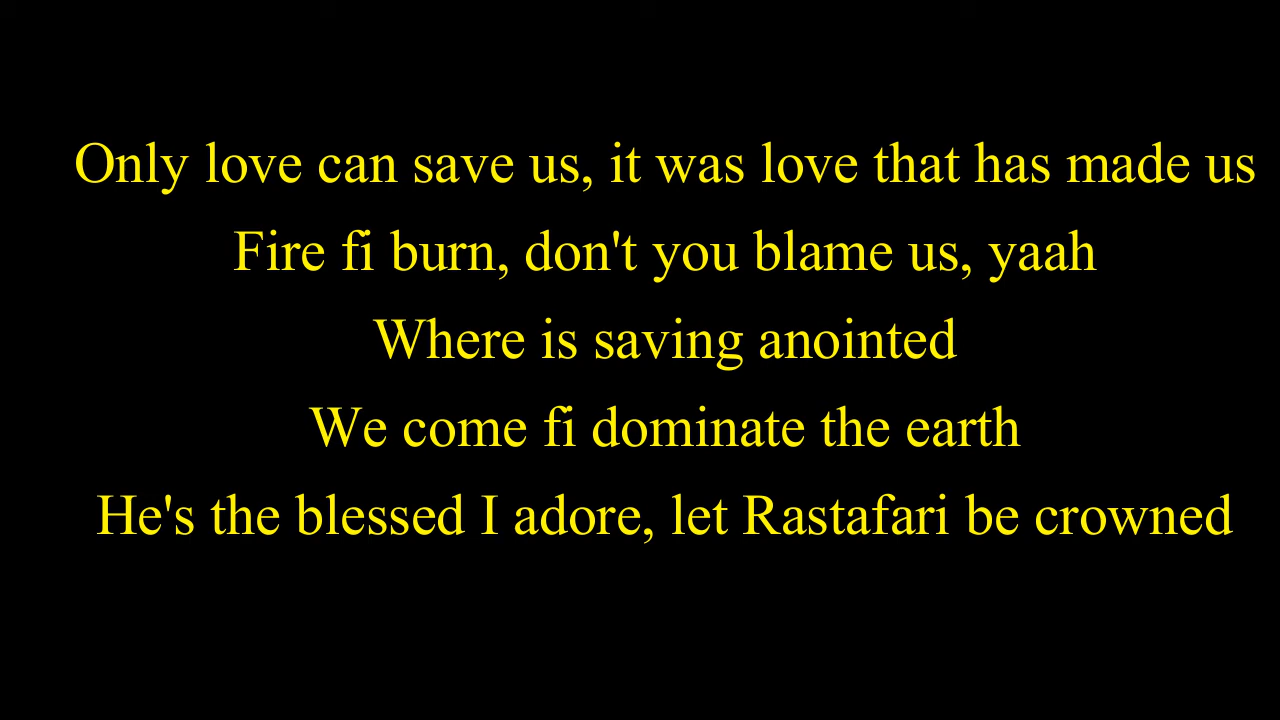 Only love can save us, it was love that has made us
Fire fi burn, don't you blame us, yaah
Where is saving anointed
We come fi dominate the earth
He's the blessed I adore, let Rastafari be crowned